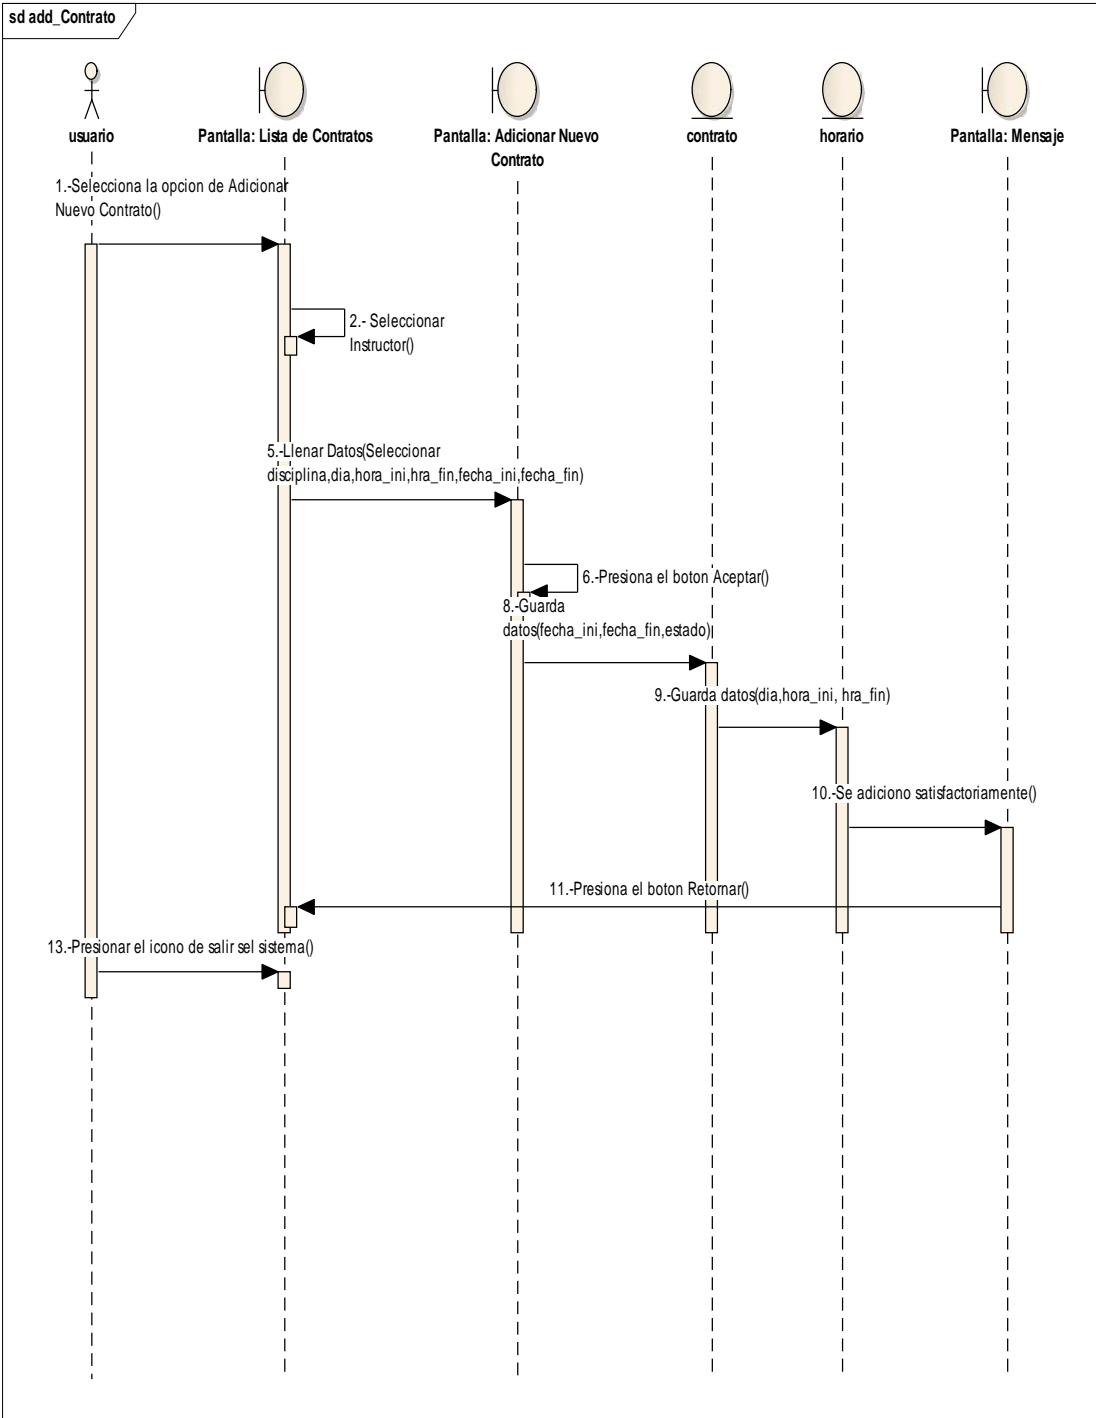 sd add_Contrato
usuario
Pantalla: Lista de Contratos
Pantalla: Adicionar Nuevo
Contrato
contrato
horario
Pantalla: Mensaje
1.-Selecciona la opcion de Adicionar
Nuevo Contrato()
2.- Seleccionar
Instructor()
5.-Llenar Datos(Seleccionar
disciplina,dia,hora_ini,hra_fin,fecha_ini,fecha_fin)
6.-Presiona el boton Aceptar()
8.-Guarda
datos(fecha_ini,fecha_fin,estado)
9.-Guarda datos(dia,hora_ini, hra_fin)
10.-Se adiciono satisfactoriamente()
11.-Presiona el boton Retornar()
13.-Presionar el icono de salir sel sistema()